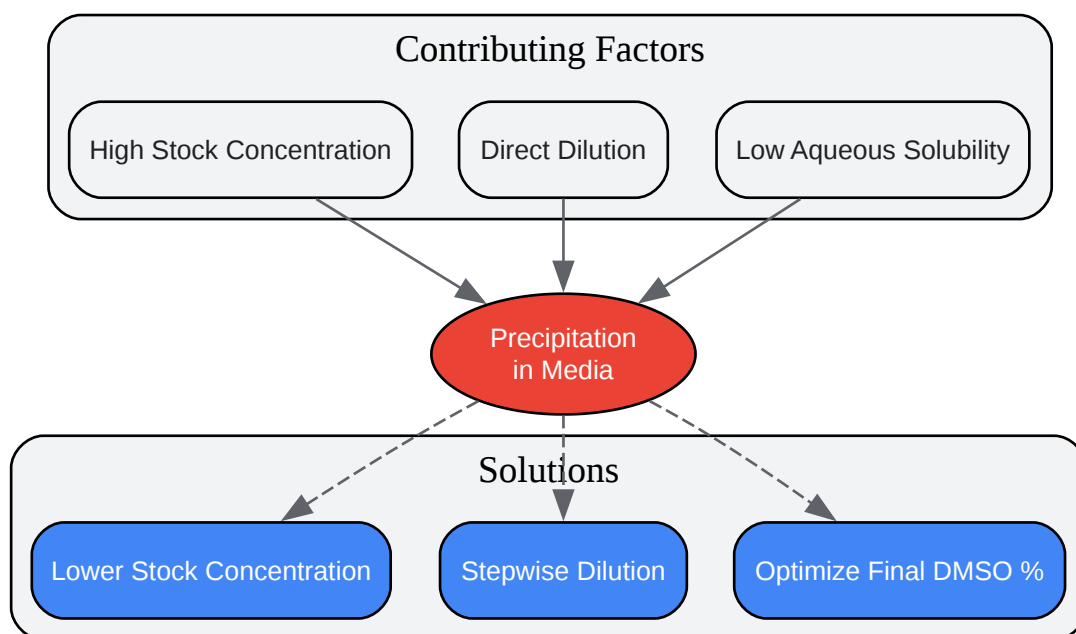 Contributing Factors
High Stock Concentration
Direct Dilution
Low Aqueous Solubility
Precipitation
in Media
Solutions
Lower Stock Concentration
Stepwise Dilution
Optimize Final DMSO %